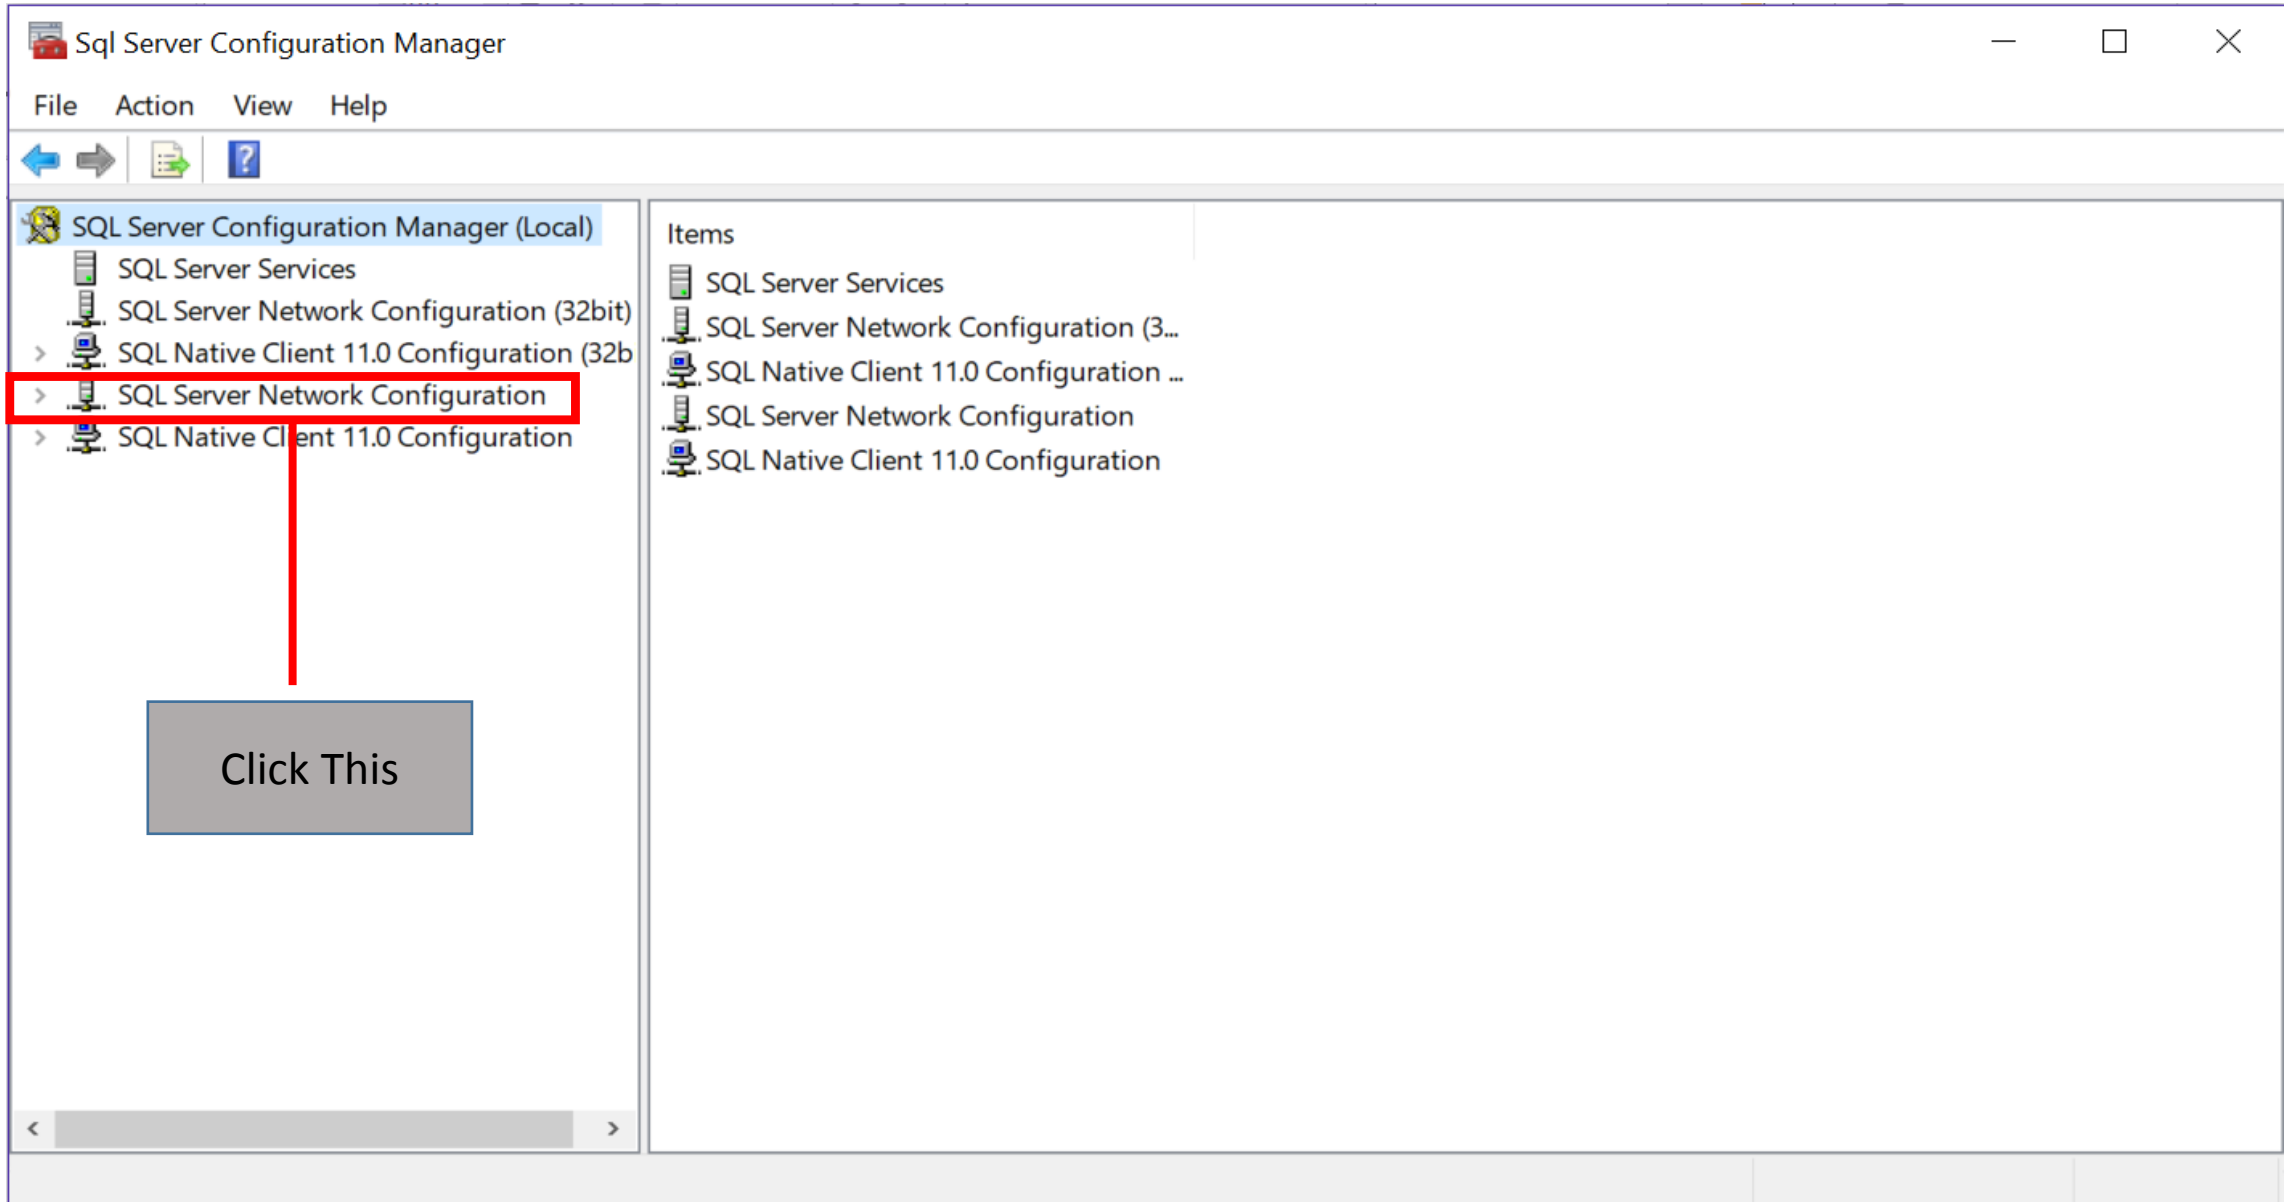 Sql Server Configuration Manager
File Action View Help
SQL Server Configuration Manager (Local)
SQL Server Services
SQL Server Network Configuration (32bit)
SQL Native Client 11.0 Configuration (32b
SQL Server Network Configuration
SQL Native Client 11.0 Configuration
Click This
Items
SQL Server Services
SQL Server Network Configuration (3...
SQL Native Client 11.0 Configuration ...
SQL Server Network Configuration
SQL Native Client 11.0 Configuration